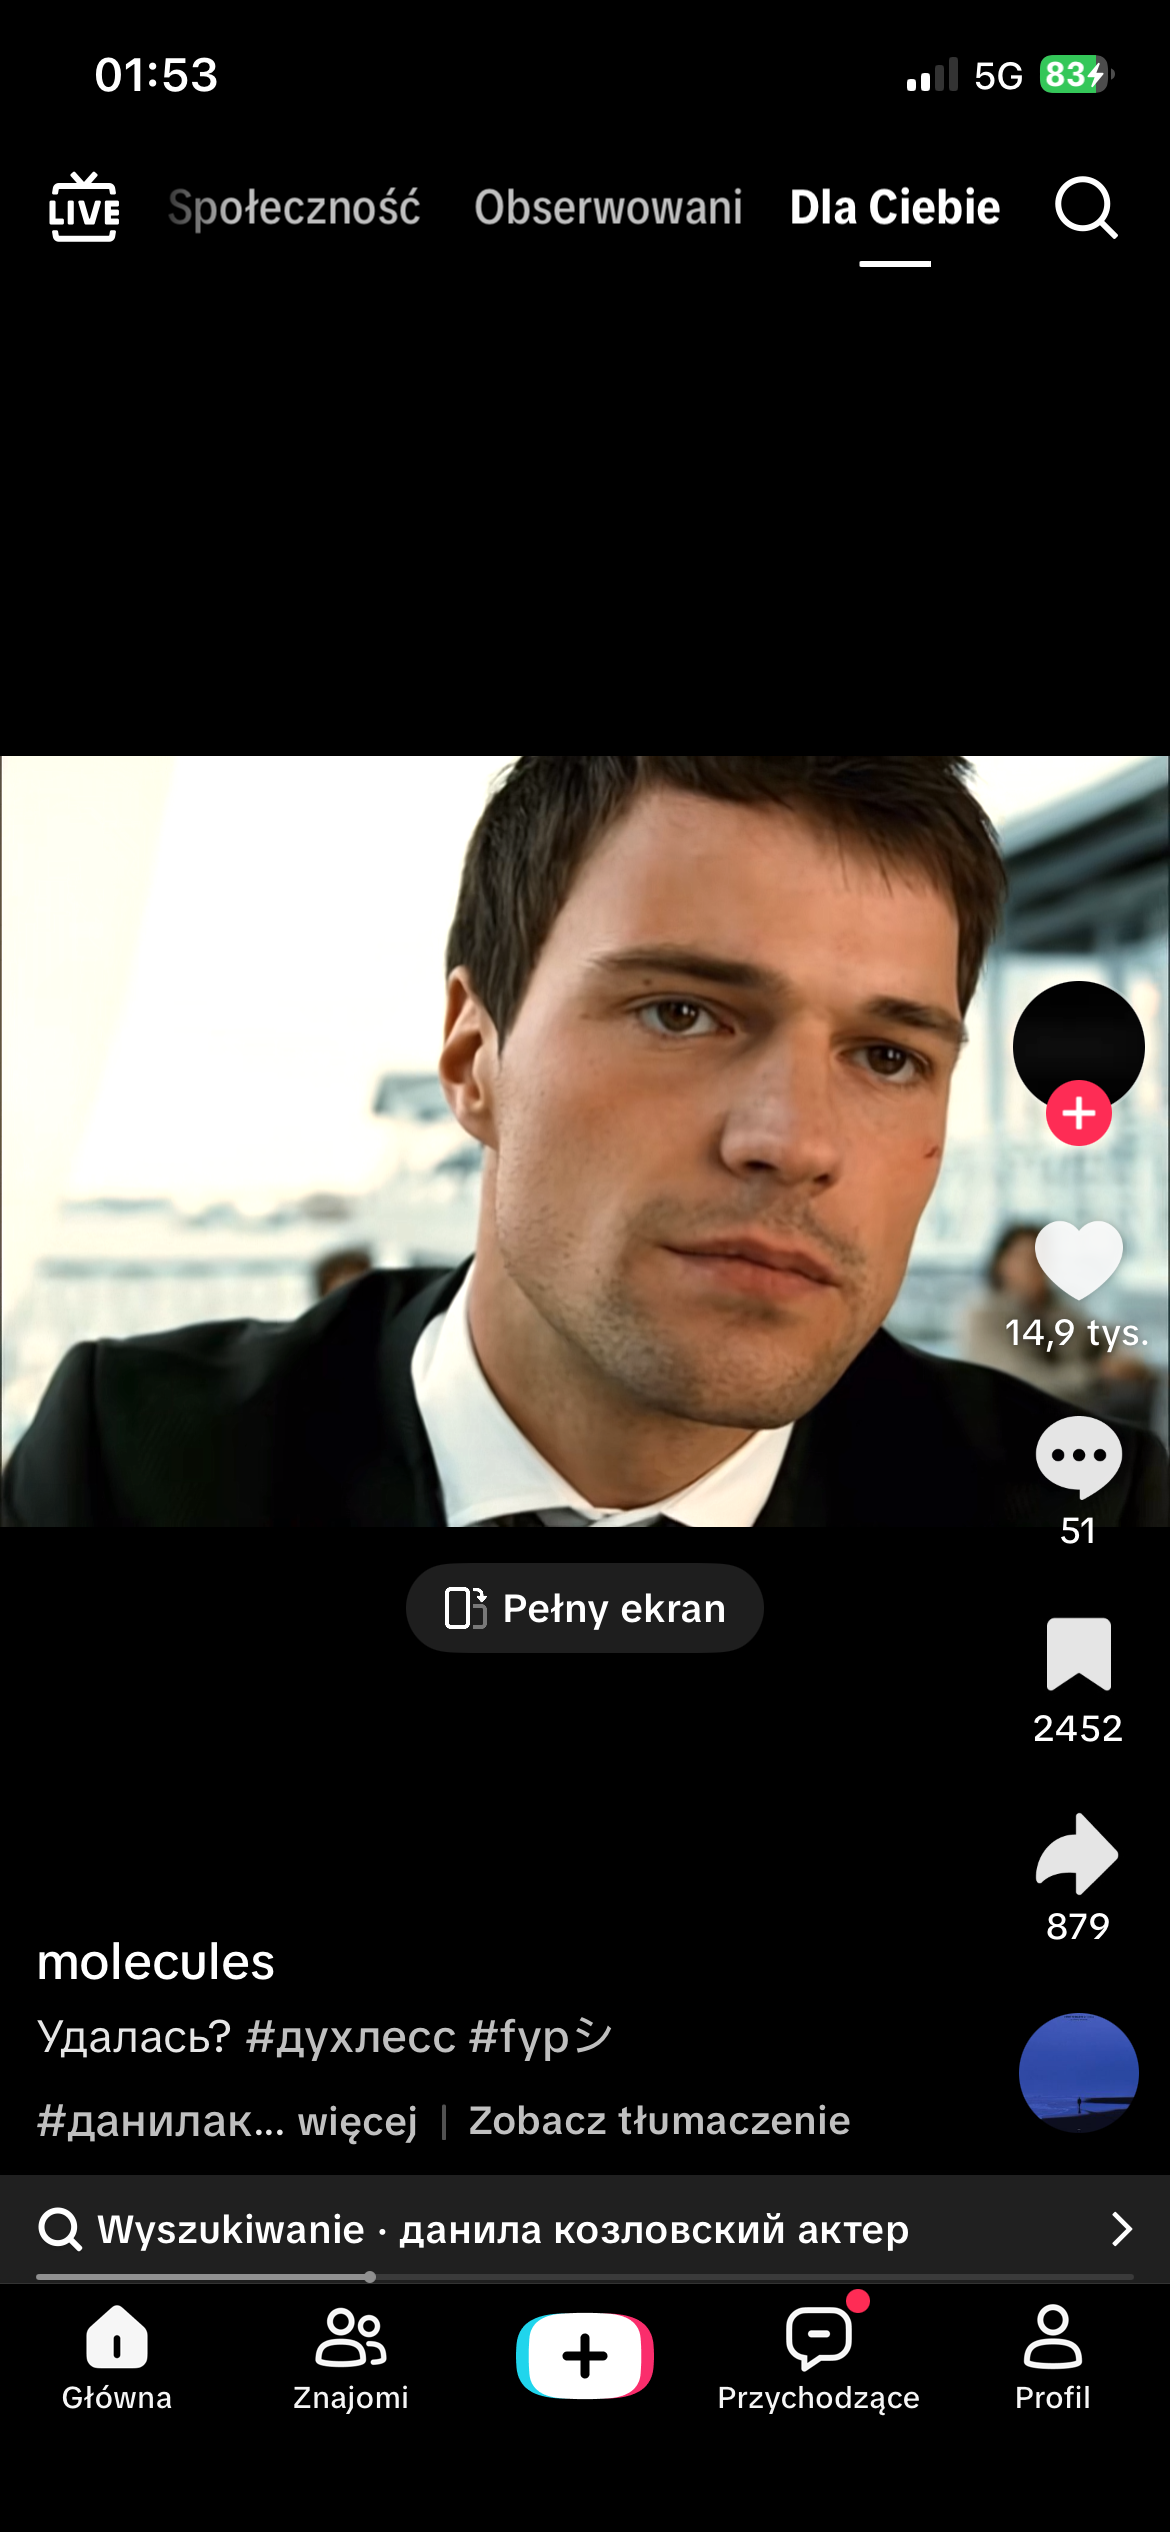 01:53
5G
83
LIVE
Społeczność
Obserwowani
Dla Ciebie
14,9 tys.
51
Pełny ekran
2452
879
molecules
Удалась? #духлесс #fypシ
#данилак... więcej | Zobacz tłumaczenie
Wyszukiwanie · данила козловский актер
Główna
Znajomi
Przychodzące
Profil